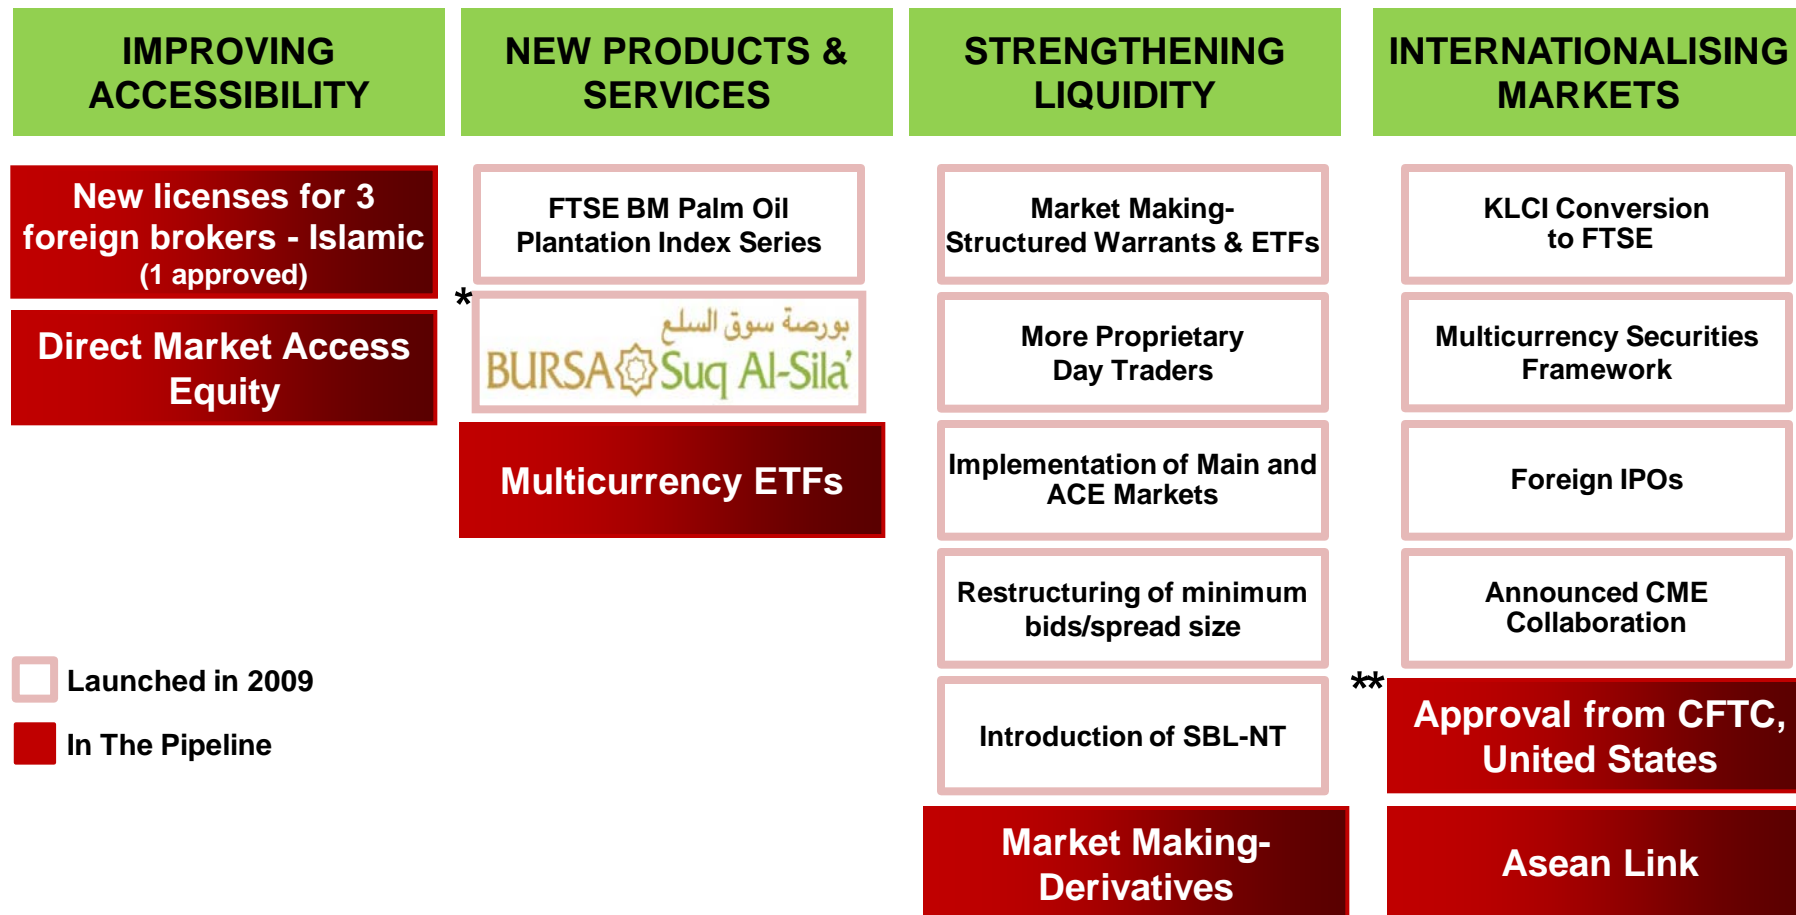 IMPROVING
ACCESSIBILITY
New licenses for 3
foreign brokers - Islamic
(1 approved)
Direct Market Access
Equity
NEW PRODUCTS &
SERVICES
FTSE BM Palm Oil
Plantation Index Series
*
بورصة سوق السلع
BURSA Suq Al-Sila'
Multicurrency ETFs
STRENGTHENING
LIQUIDITY
Market Making-
Structured Warrants & ETFs
More Proprietary
Day Traders
Implementation of Main and
ACE Markets
Restructuring of minimum
bids/spread size
Introduction of SBL-NT
Market Making-
Derivatives
INTERNATIONALISING
MARKETS
KLCI Conversion
to FTSE
Multicurrency Securities
Framework
Foreign IPOs
Announced CME
Collaboration
**
Approval from CFTC,
United States
Asean Link
Launched in 2009
In The Pipeline